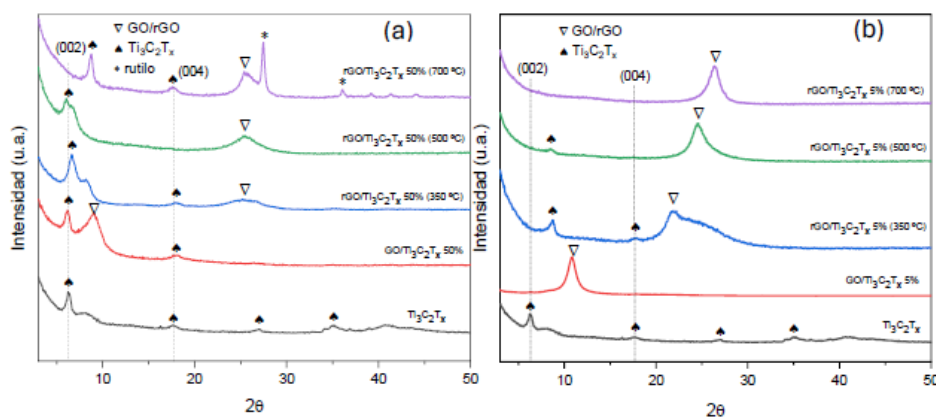 (a)
▽ GO/rGO
♠ Ti₃C₂Tₓ
* rutilo
(002)
(004)
rGO/Ti₃C₂Tₓ 50% (700 ºC)
rGO/Ti₃C₂Tₓ 50% (500 ºC)
rGO/Ti₃C₂Tₓ 50% (350 ºC)
GO/Ti₃C₂Tₓ 50%
Ti₃C₂Tₓ
Intensidad (u.a.)
10 20 30 40 50
2θ
(b)
▽ GO/rGO
♠ Ti₃C₂Tₓ
(002)
(004)
rGO/Ti₃C₂Tₓ 5% (700 ºC)
rGO/Ti₃C₂Tₓ 5% (500 ºC)
rGO/Ti₃C₂Tₓ 5% (350 ºC)
GO/Ti₃C₂Tₓ 5%
Ti₃C₂Tₓ
Intensidad (u.a.)
10 20 30 40 50
2θ